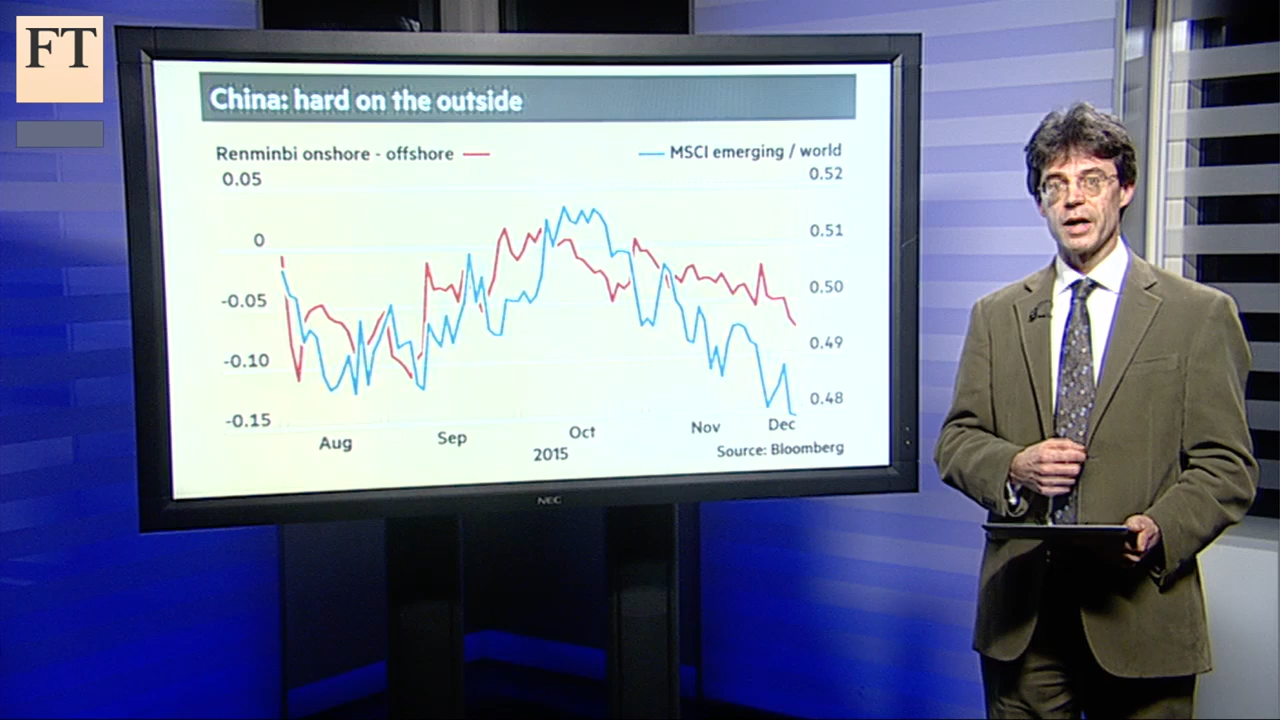 FT
China: hard on the outside
Renminbi onshore - offshore
MSCI emerging / world
0.05
0
-0.05
-0.10
-0.15
0.52
0.51
0.50
0.49
0.48
Aug
Sep
Oct
Nov
Dec
2015
Source: Bloomberg
NEC